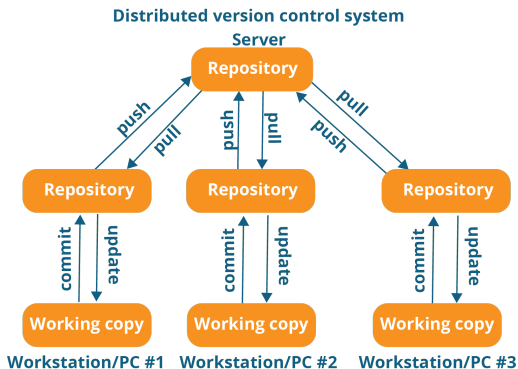 Distributed version control system
Server
Repository
push
pull
push
pull
push
pull
Repository
Repository
Repository
commit
update
commit
update
commit
update
Working copy
Working copy
Working copy
Workstation/PC #1
Workstation/PC #2
Workstation/PC #3